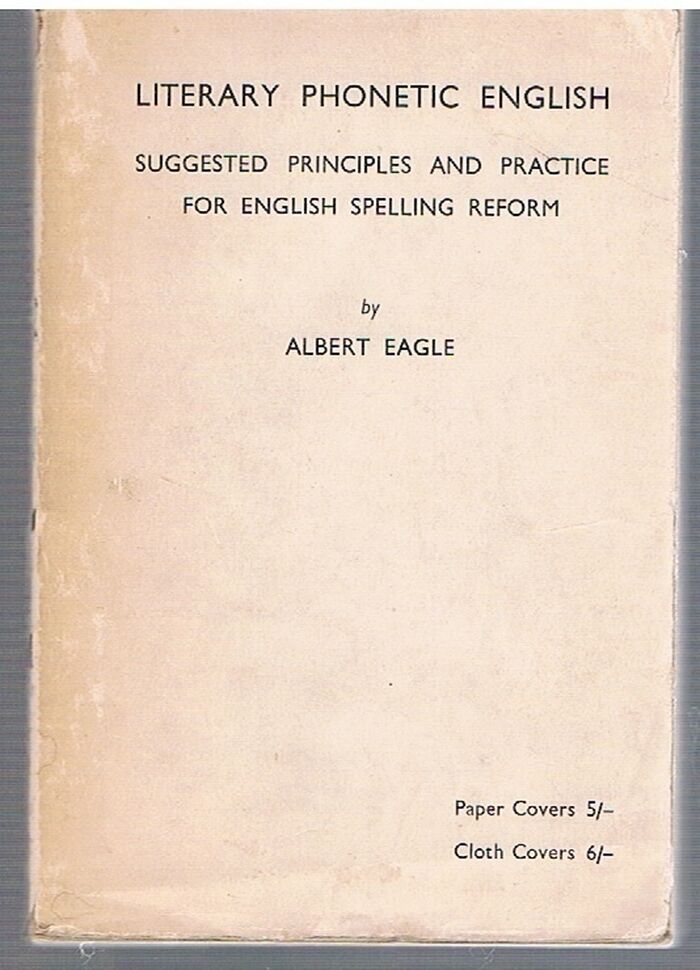 LITERARY PHONETIC ENGLISH
SUGGESTED PRINCIPLES AND PRACTICE
FOR ENGLISH SPELLING REFORM
by
ALBERT EAGLE
Paper Covers 5/–
Cloth Covers 6/–